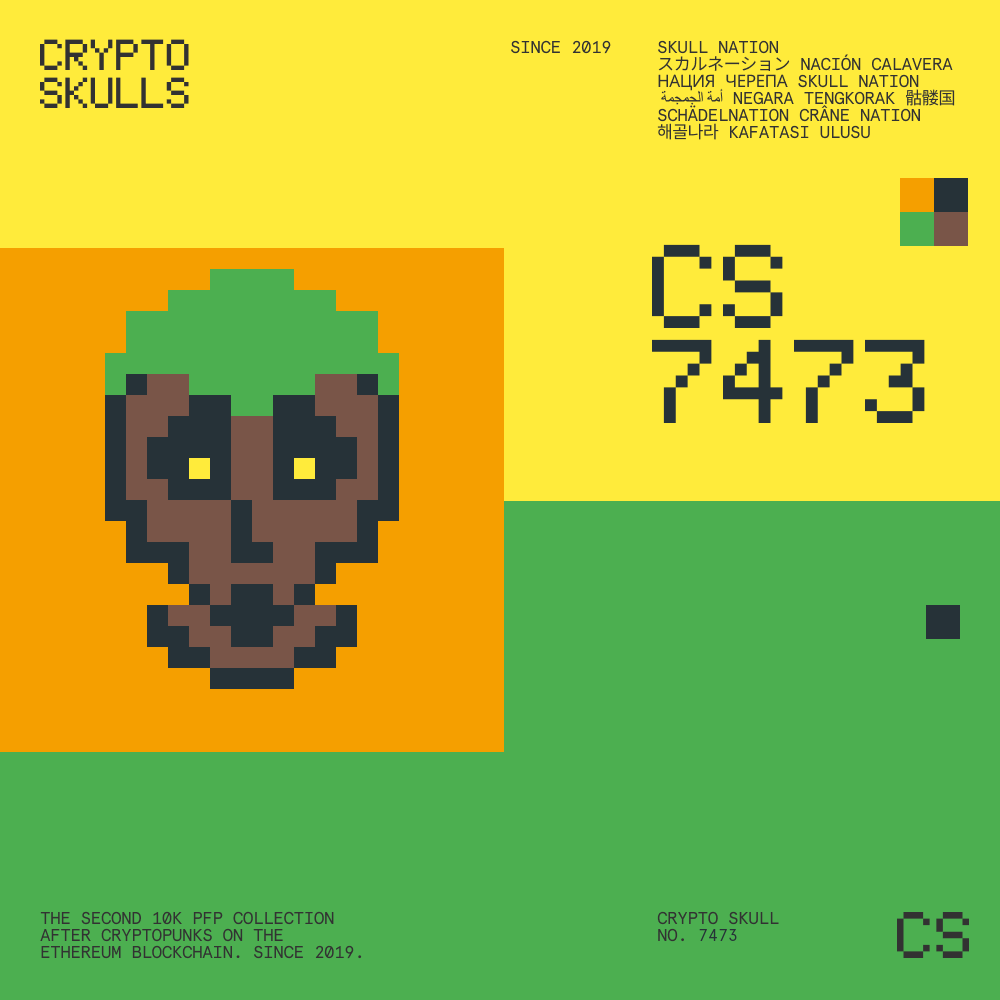 CRYPTO
SKULLS
SINCE 2019
SKULL NATION
スカルネーション NACIÓN CALAVERA
НАЦИЯ ЧЕРЕПА SKULL NATION
أمة الجمجمة NEGARA TENGKORAK 骷髅国
SCHÄDELNATION CRÂNE NATION
해골나라 KAFATASI ULUSU
CS
7473
THE SECOND 10K PFP COLLECTION
AFTER CRYPTOPUNKS ON THE
ETHEREUM BLOCKCHAIN. SINCE 2019.
CRYPTO SKULL
NO. 7473
CS